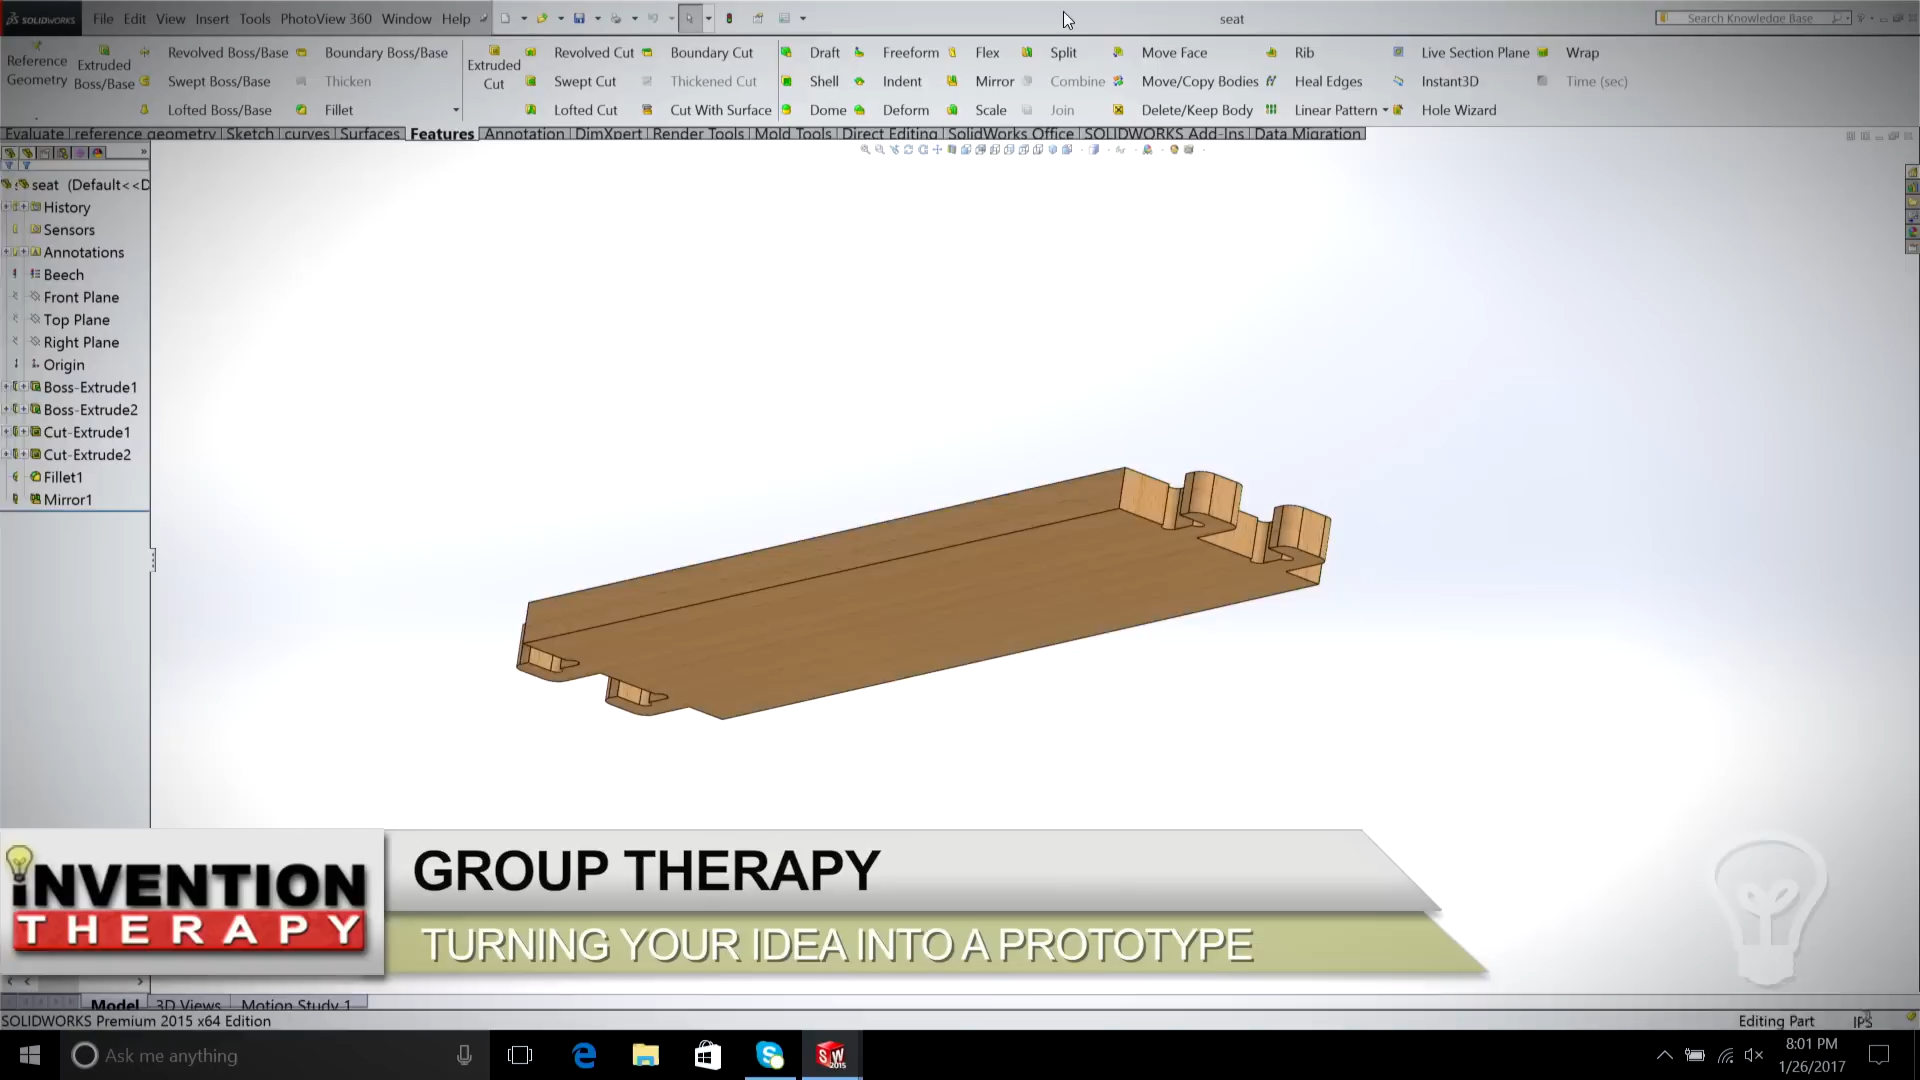 SOLIDWORKS File Edit View Insert Tools PhotoView 360 Window Help seat Search Knowledge Base
Reference Geometry
Extruded Boss/Base
Revolved Boss/Base
Swept Boss/Base
Lofted Boss/Base
Boundary Boss/Base
Thicken
Fillet
Extruded Cut
Revolved Cut
Swept Cut
Lofted Cut
Boundary Cut
Thickened Cut
Cut With Surface
Draft
Shell
Dome
Freeform
Indent
Deform
Flex
Mirror
Scale
Split
Combine
Join
Move Face
Move/Copy Bodies
Delete/Keep Body
Rib
Heal Edges
Linear Pattern
Live Section Plane
Instant3D
Hole Wizard
Wrap
Time (sec)
Evaluate reference geometry Sketch curves Surfaces Features Annotation DimXpert Render Tools Mold Tools Direct Editing SolidWorks Office SOLIDWORKS Add-Ins Data Migration
seat (Default<<D
History
Sensors
Annotations
Beech
Front Plane
Top Plane
Right Plane
Origin
Boss-Extrude1
Boss-Extrude2
Cut-Extrude1
Cut-Extrude2
Fillet1
Mirror1
iNVENTION
THERAPY
GROUP THERAPY
TURNING YOUR IDEA INTO A PROTOTYPE
Model 3D Views Motion Study 1
SOLIDWORKS Premium 2015 x64 Edition Editing Part IPS
Ask me anything
SW
2015
8:01 PM
1/26/2017